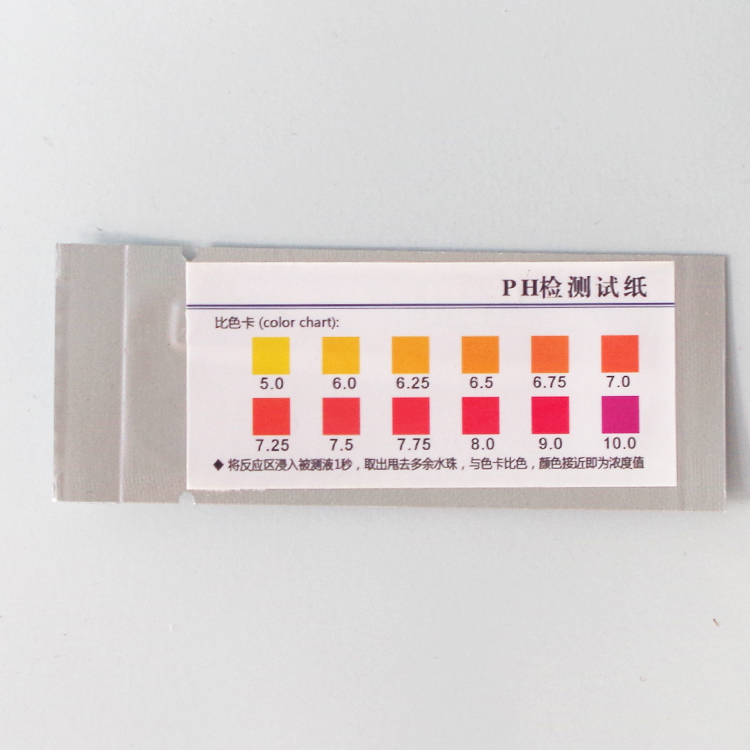 PH检测试纸
比色卡 (color chart):
5.0 6.0 6.25 6.5 6.75 7.0
7.25 7.5 7.75 8.0 9.0 10.0
◆ 将反应区浸入被测液1秒，取出甩去多余水珠，与色卡比色，颜色接近即为浓度值